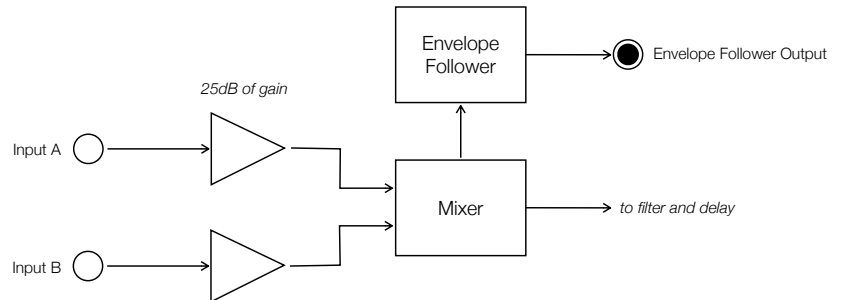 Envelope
Follower
Envelope Follower Output
25dB of gain
Input A
Mixer
to filter and delay
Input B